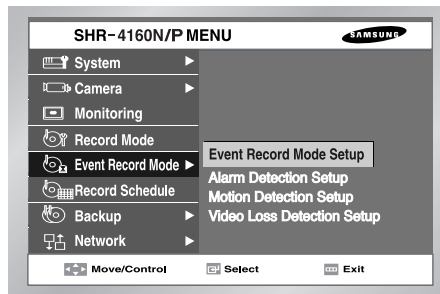 SHR-4160N/P MENU
SAMSUNG
System
Camera
Monitoring
Record Mode
Event Record Mode
Record Schedule
Backup
Network
Event Record Mode Setup
Alarm Detection Setup
Motion Detection Setup
Video Loss Detection Setup
Move/Control
Select
Exit